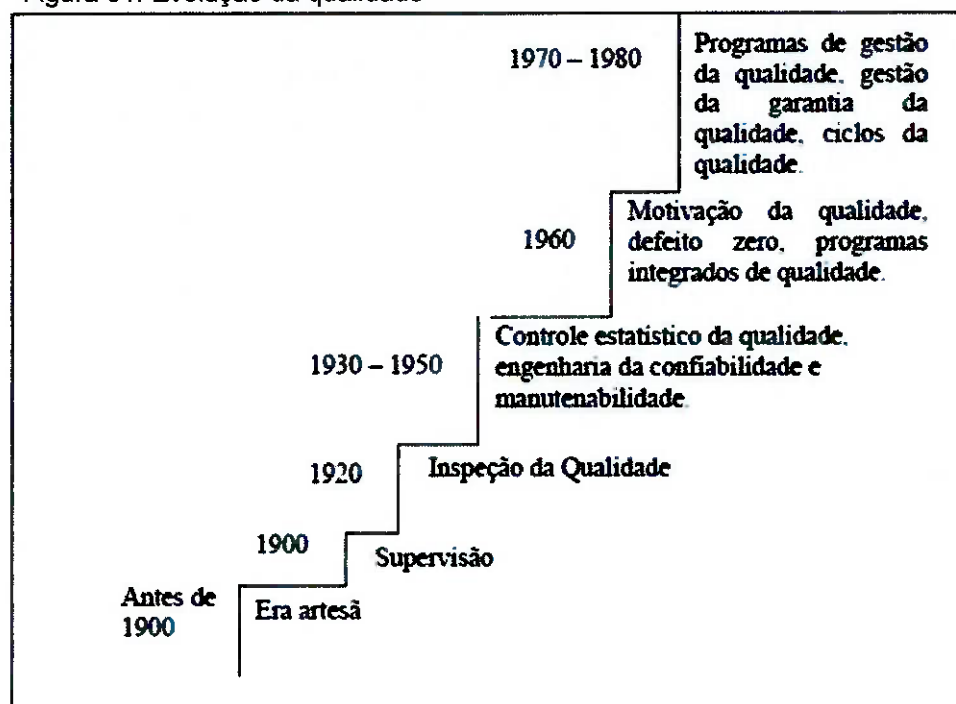 1970 – 1980
Programas de gestão
da qualidade, gestão
da garantia da
qualidade, ciclos da
qualidade.
1960
Motivação da qualidade,
defeito zero, programas
integrados de qualidade.
1930 – 1950
Controle estatístico da qualidade,
engenharia da confiabilidade e
manutenabilidade.
1920
Inspeção da Qualidade
1900
Supervisão
Antes de
1900
Era artesã